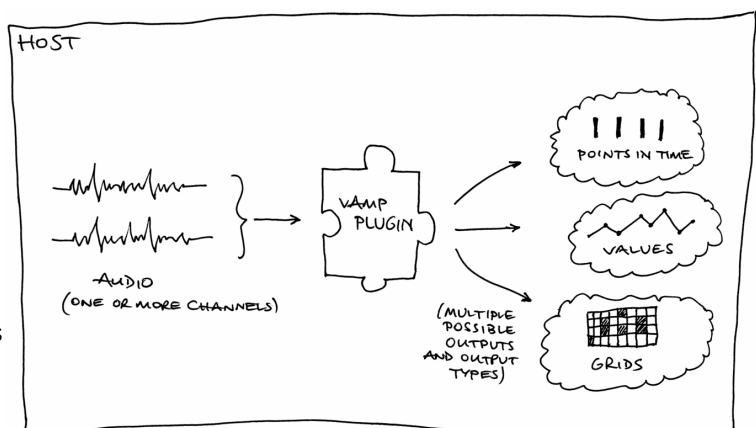 HOST
AUDIO
(ONE OR MORE CHANNELS)
VAMP
PLUGIN
(MULTIPLE
POSSIBLE
OUTPUTS
AND OUTPUT
TYPES)
POINTS IN TIME
VALUES
GRIDS
s